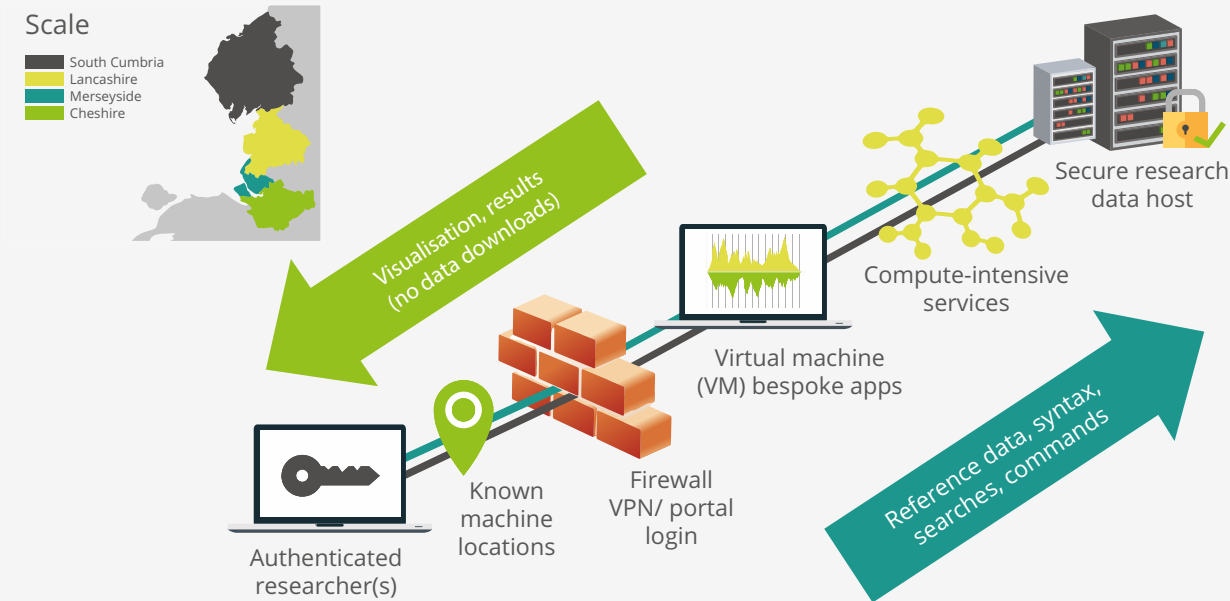 Scale
South Cumbria
Lancashire
Merseyside
Cheshire
Visualisation, results
(no data downloads)
Secure research
data host
Compute-intensive
services
Virtual machine
(VM) bespoke apps
Reference data, syntax,
searches, commands
Firewall
VPN/ portal
login
Known
machine
locations
Authenticated
researcher(s)